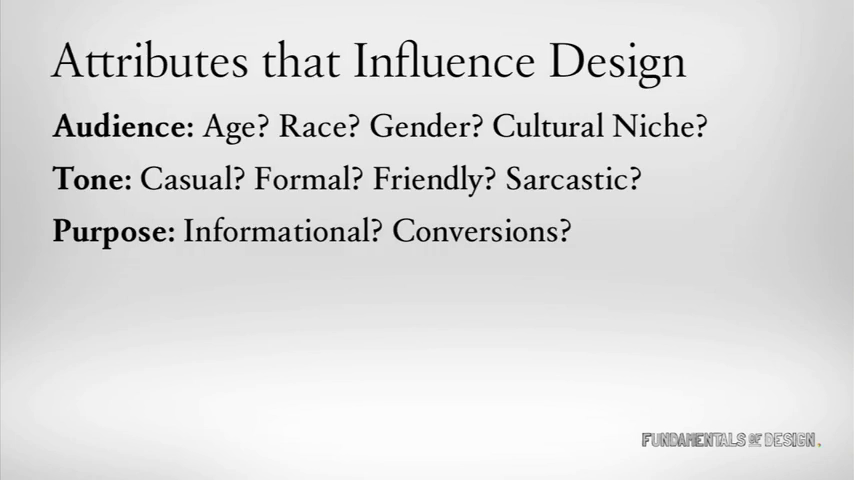 Attributes that Influence Design
Audience: Age? Race? Gender? Cultural Niche?
Tone: Casual? Formal? Friendly? Sarcastic?
Purpose: Informational? Conversions?
FUNDAMENTALS OF DESIGN.